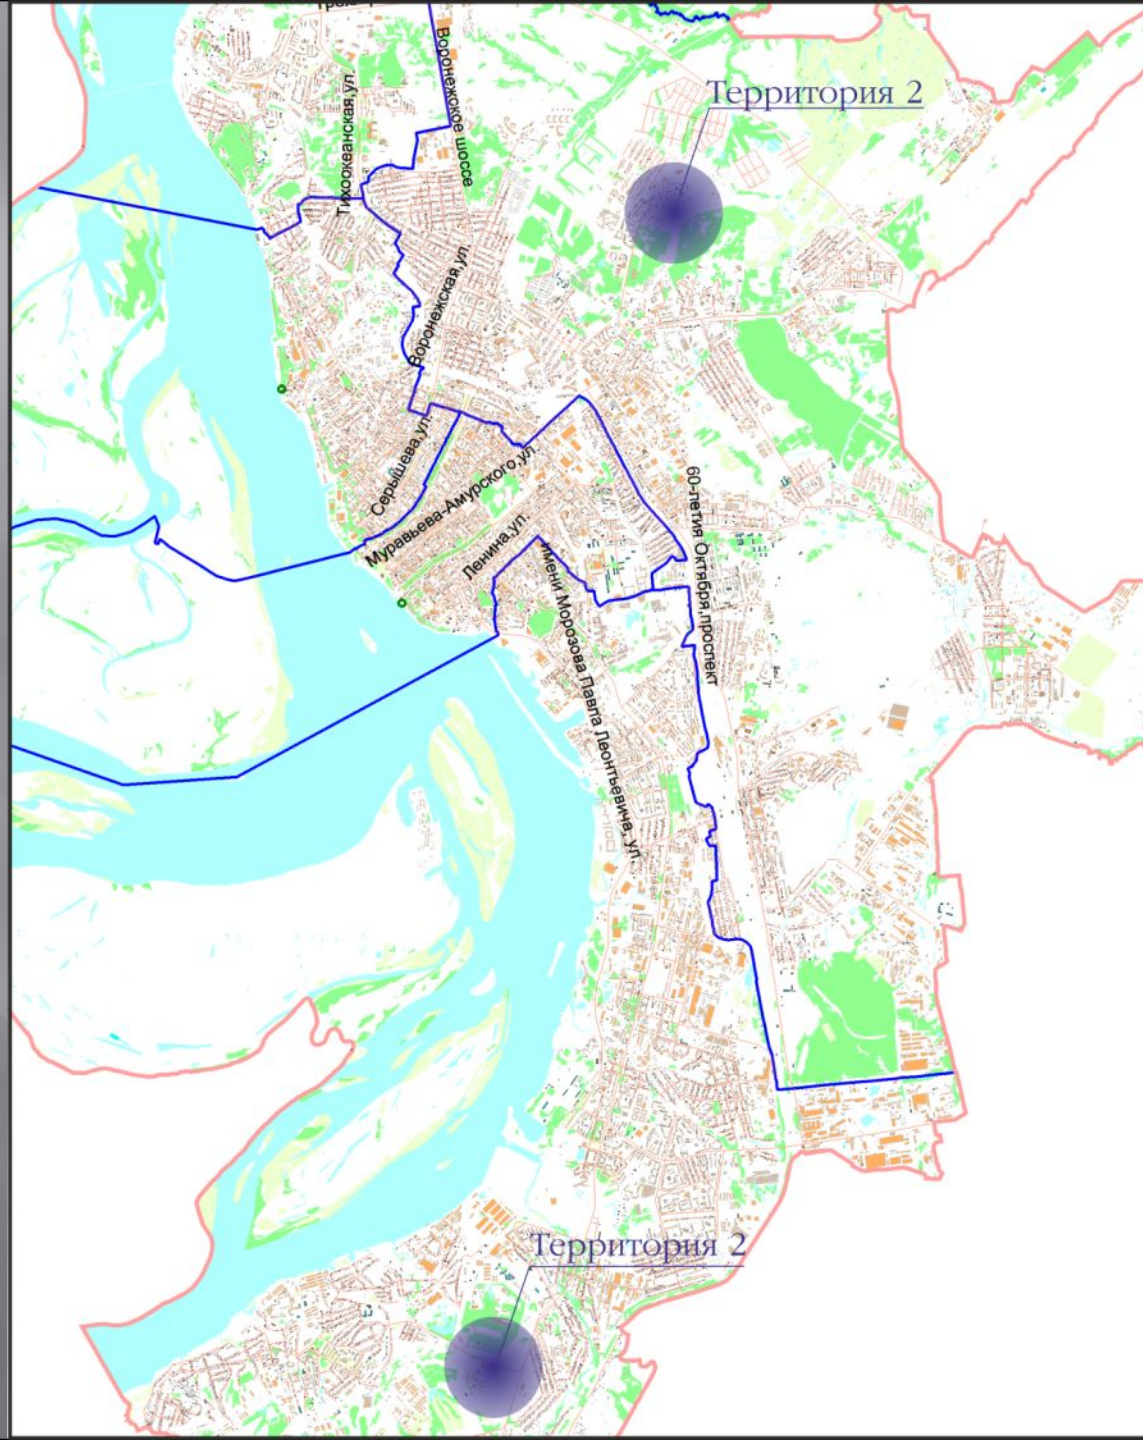 Воронежское шоссе
Тихоокеанская,ул.
Территория 2
Воронежская,ул.
Серышева,ул.
Муравьева-Амурского,ул.
Ленина,ул.
имени Морозова Павла Леонтьевича, ул.
60-летия Октября,проспект
Территория 2